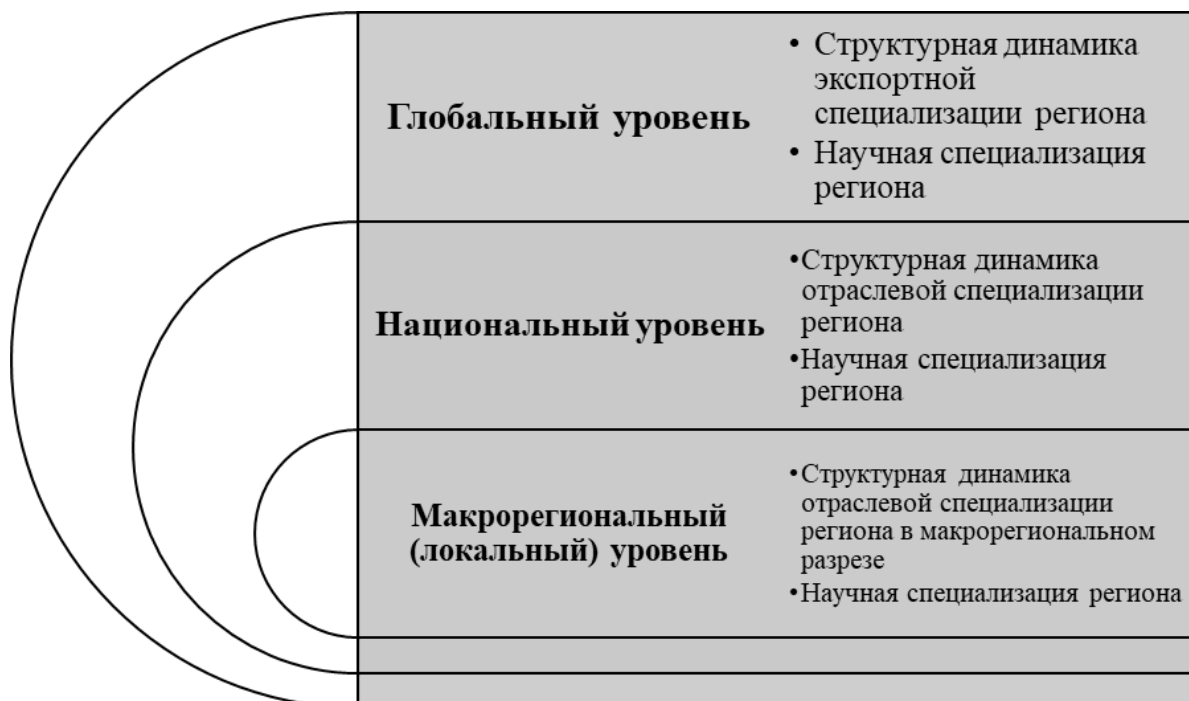 Глобальный уровень
• Структурная динамика
экспортной
специализации региона
• Научная специализация
региона
Национальный уровень
•Структурная динамика
отраслевой специализации
региона
•Научная специализация
региона
Макрорегиональный
(локальный) уровень
•Структурная динамика
отраслевой специализации
региона в макрорегиональном
разрезе
•Научная специализация региона